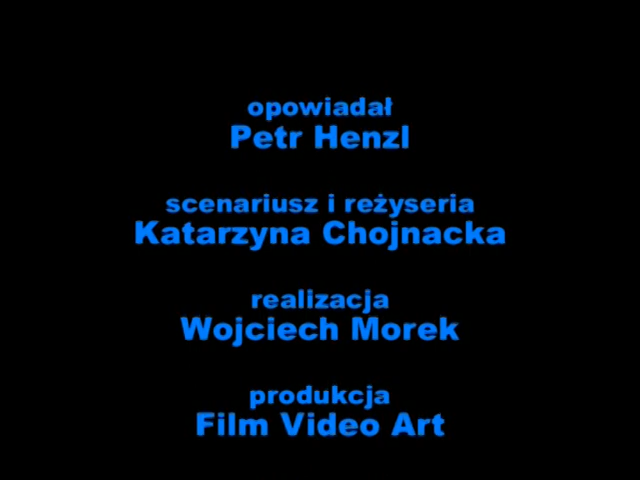 opowiadał
Petr Henzl
scenariusz i reżyseria
Katarzyna Chojnacka
realizacja
Wojciech Morek
produkcja
Film Video Art